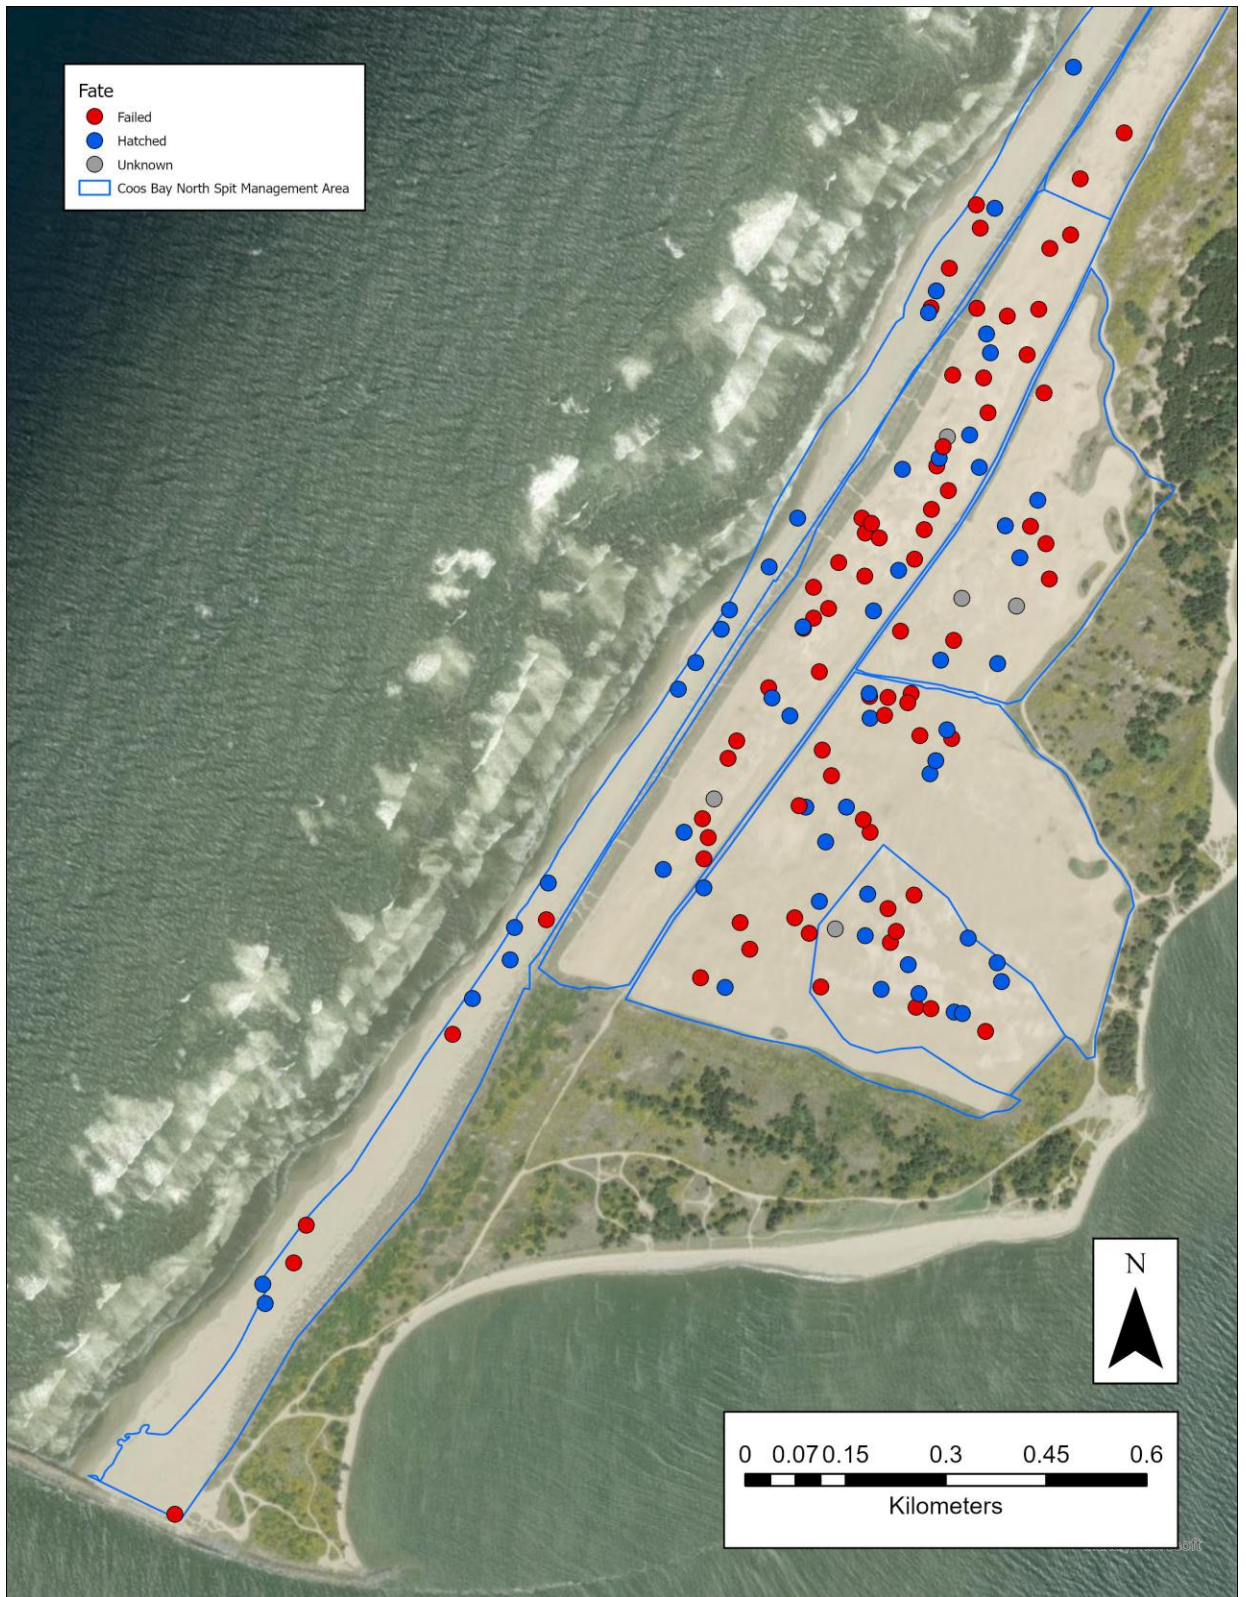 Fate
Failed
Hatched
Unknown
Coos Bay North Spit Management Area
N
0 0.07 0.15 0.3 0.45 0.6
Kilometers